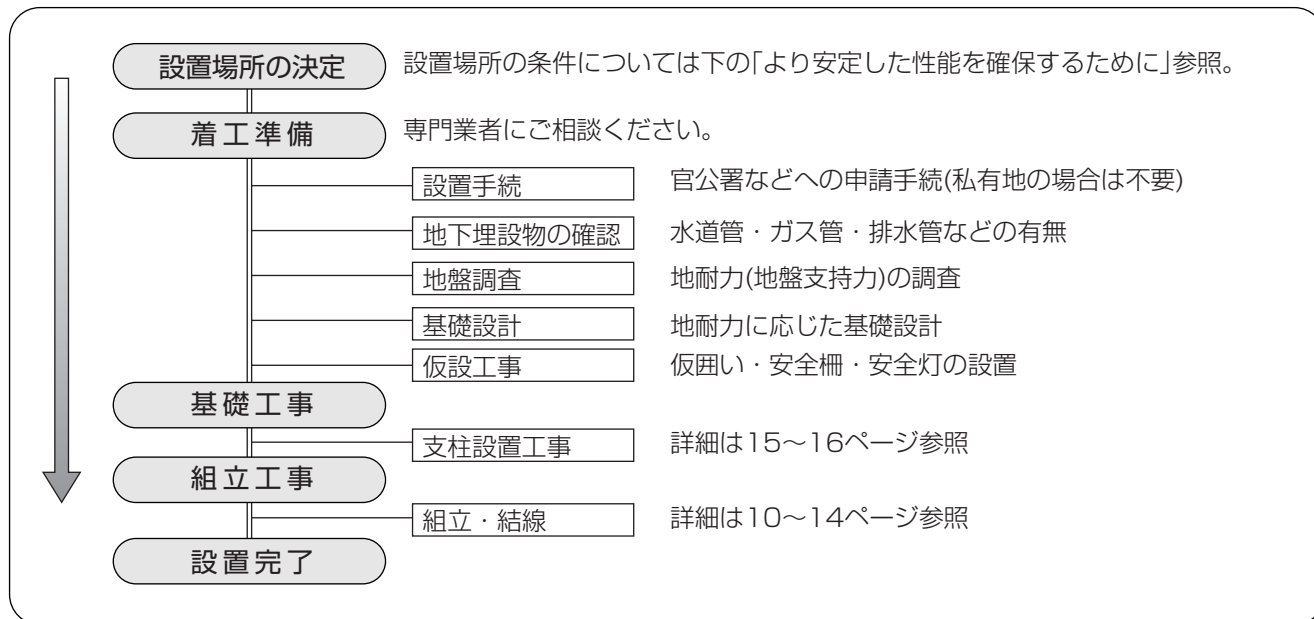 設置場所の決定 設置場所の条件については下の｢より安定した性能を確保するために｣参照。
着工準備 専門業者にご相談ください。
設置手続 官公署などへの申請手続(私有地の場合は不要)
地下埋設物の確認 水道管・ガス管・排水管などの有無
地盤調査 地耐力(地盤支持力)の調査
基礎設計 地耐力に応じた基礎設計
仮設工事 仮囲い・安全柵・安全灯の設置
基礎工事
支柱設置工事 詳細は15〜16ページ参照
組立工事
組立・結線 詳細は10〜14ページ参照
設置完了